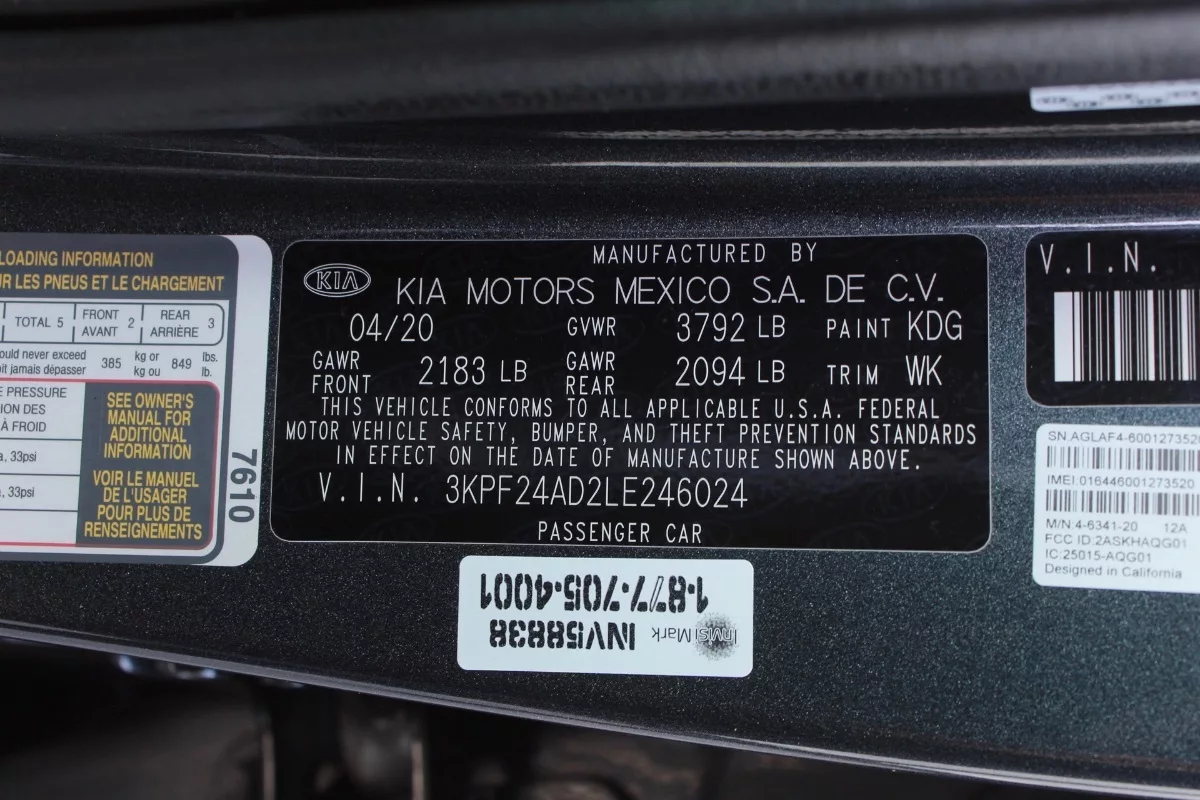 LOADING INFORMATION
UR LES PNEUS ET LE CHARGEMENT
TOTAL 5 FRONT AVANT 2 REAR ARRIÈRE 3
ould never exceed
it jamais dépasser 385 kg or kg ou 849 lbs. lb.
E PRESSURE
ION DES
À FROID
, 33psi
, 33psi
SEE OWNER'S
MANUAL FOR
ADDITIONAL
INFORMATION
VOIR LE MANUEL
DE L'USAGER
POUR PLUS DE
RENSEIGNEMENTS
7610
MANUFACTURED BY
KIA KIA MOTORS MEXICO S.A. DE C.V.
04/20 GVWR 3792 LB PAINT KDG
GAWR FRONT 2183 LB GAWR REAR 2094 LB TRIM WK
THIS VEHICLE CONFORMS TO ALL APPLICABLE U.S.A. FEDERAL
MOTOR VEHICLE SAFETY, BUMPER, AND THEFT PREVENTION STANDARDS
IN EFFECT ON THE DATE OF MANUFACTURE SHOWN ABOVE.
V.I.N. 3KPF24AD2LE246024
PASSENGER CAR
InvisiMark INV58838
1·877·705·4001
V.I.N.
SN:AGLAF4-6001273520
IMEI:016446001273520
M/N:4-6341-20 12A
FCC ID:2ASKHAQG01
IC:25015-AQG01
Designed in California